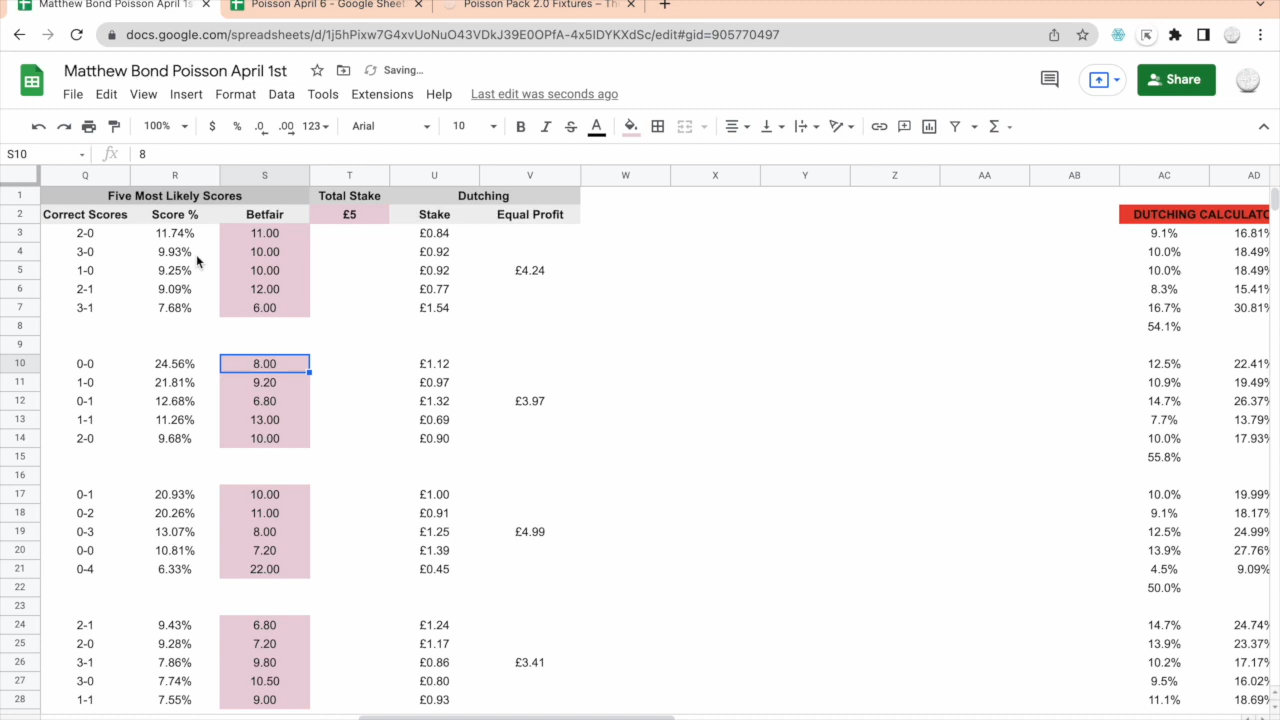 Matthew Bond Poisson April 1s
Poisson April 6 - Google Sheet
Poisson Pack 2.0 Fixtures – Th
docs.google.com/spreadsheets/d/1j5hPixw7G4xvUoNuO43VDkJ39E0OPfA-4x5IDYKXdSc/edit#gid=905770497
Matthew Bond Poisson April 1st
Saving…
File Edit View Insert Format Data Tools Extensions Help Last edit was seconds ago
Share
100% $ % .0 .00 123 Arial 10 B I S A
S10 fx 8
Q R S T U V W X Y Z AA AB AC AD
1 Five Most Likely Scores Total Stake Dutching
2 Correct Scores Score % Betfair £5 Stake Equal Profit DUTCHING CALCULATO
3 2-0 11.74% 11.00 £0.84 9.1% 16.81%
4 3-0 9.93% 10.00 £0.92 10.0% 18.49%
5 1-0 9.25% 10.00 £0.92 £4.24 10.0% 18.49%
6 2-1 9.09% 12.00 £0.77 8.3% 15.41%
7 3-1 7.68% 6.00 £1.54 16.7% 30.81%
8 54.1%
9
10 0-0 24.56% 8.00 £1.12 12.5% 22.41%
11 1-0 21.81% 9.20 £0.97 10.9% 19.49%
12 0-1 12.68% 6.80 £1.32 £3.97 14.7% 26.37%
13 1-1 11.26% 13.00 £0.69 7.7% 13.79%
14 2-0 9.68% 10.00 £0.90 10.0% 17.93%
15 55.8%
16
17 0-1 20.93% 10.00 £1.00 10.0% 19.99%
18 0-2 20.26% 11.00 £0.91 9.1% 18.17%
19 0-3 13.07% 8.00 £1.25 £4.99 12.5% 24.99%
20 0-0 10.81% 7.20 £1.39 13.9% 27.76%
21 0-4 6.33% 22.00 £0.45 4.5% 9.09%
22 50.0%
23
24 2-1 9.43% 6.80 £1.24 14.7% 24.74%
25 2-0 9.28% 7.20 £1.17 13.9% 23.37%
26 3-1 7.86% 9.80 £0.86 £3.41 10.2% 17.17%
27 3-0 7.74% 10.50 £0.80 9.5% 16.02%
28 1-1 7.55% 9.00 £0.93 11.1% 18.69%